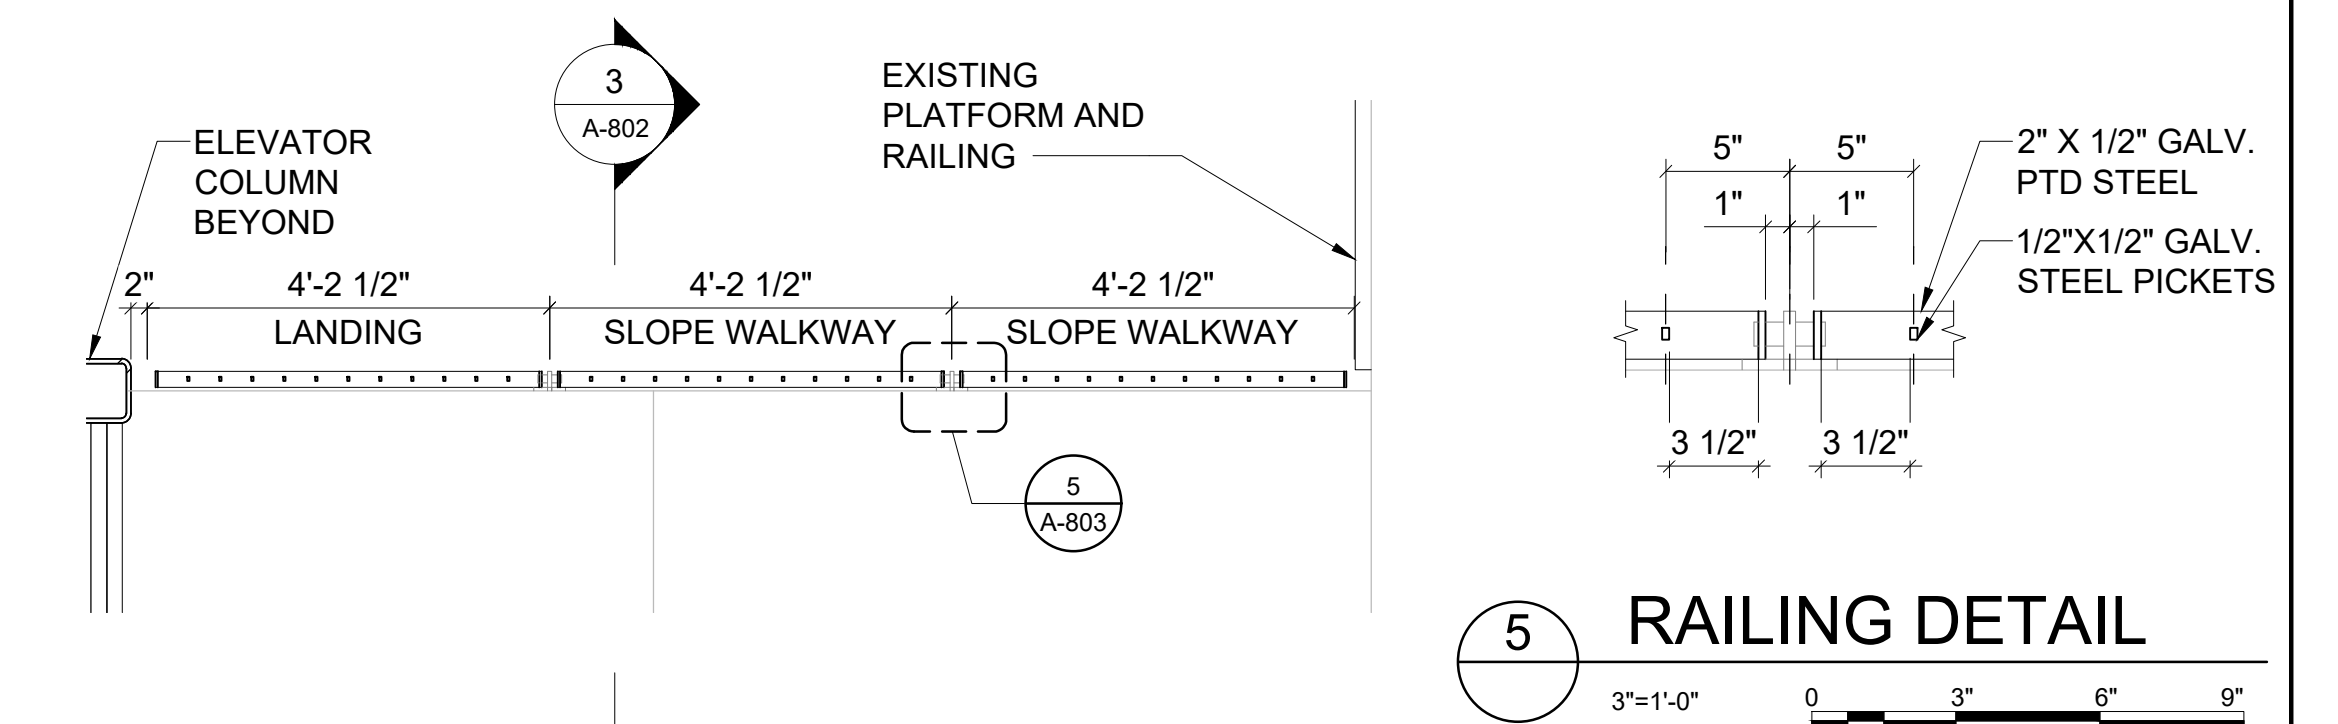 3
A-802
ELEVATOR
COLUMN
BEYOND
EXISTING
PLATFORM AND
RAILING
2"
4'-2 1/2"
4'-2 1/2"
4'-2 1/2"
LANDING
SLOPE WALKWAY
SLOPE WALKWAY
5
A-803
5"
5"
1"
1"
2" X 1/2" GALV.
PTD STEEL
1/2"X1/2" GALV.
STEEL PICKETS
3 1/2"
3 1/2"
5
RAILING DETAIL
3"=1'-0"
0
3"
6"
9"